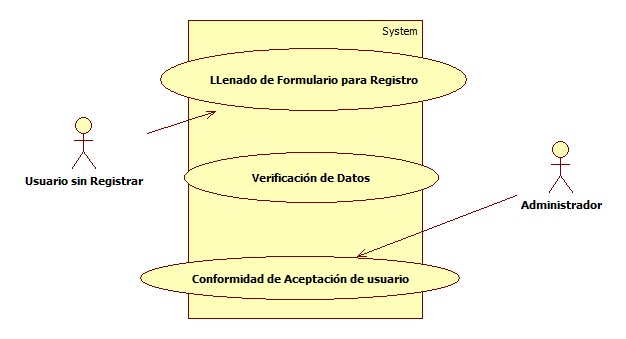 System
LLenado de Formulario para Registro
Usuario sin Registrar
Verificación de Datos
Administrador
Conformidad de Aceptación de usuario